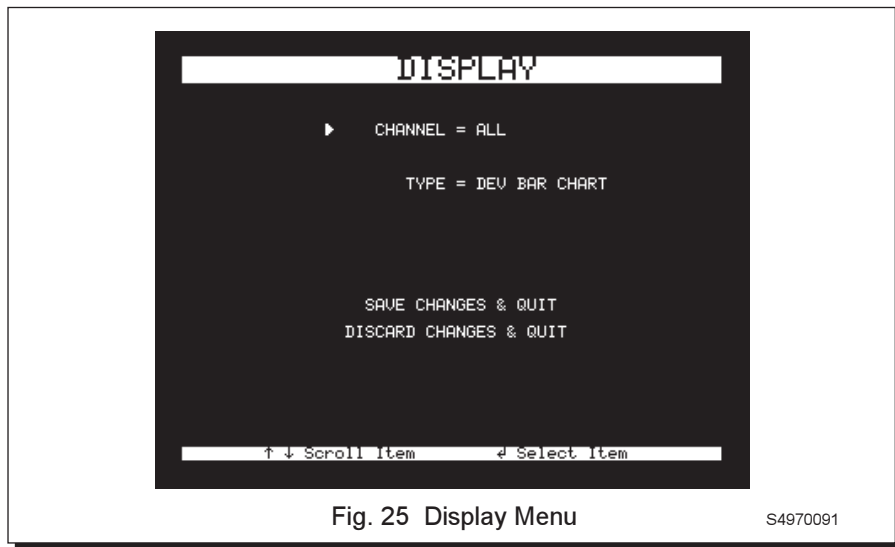 DISPLAY
CHANNEL = ALL
TYPE = DEV BAR CHART
SAVE CHANGES & QUIT
DISCARD CHANGES & QUIT
↑ ↓ Scroll Item ↲ Select Item
Fig. 25 Display Menu
S4970091